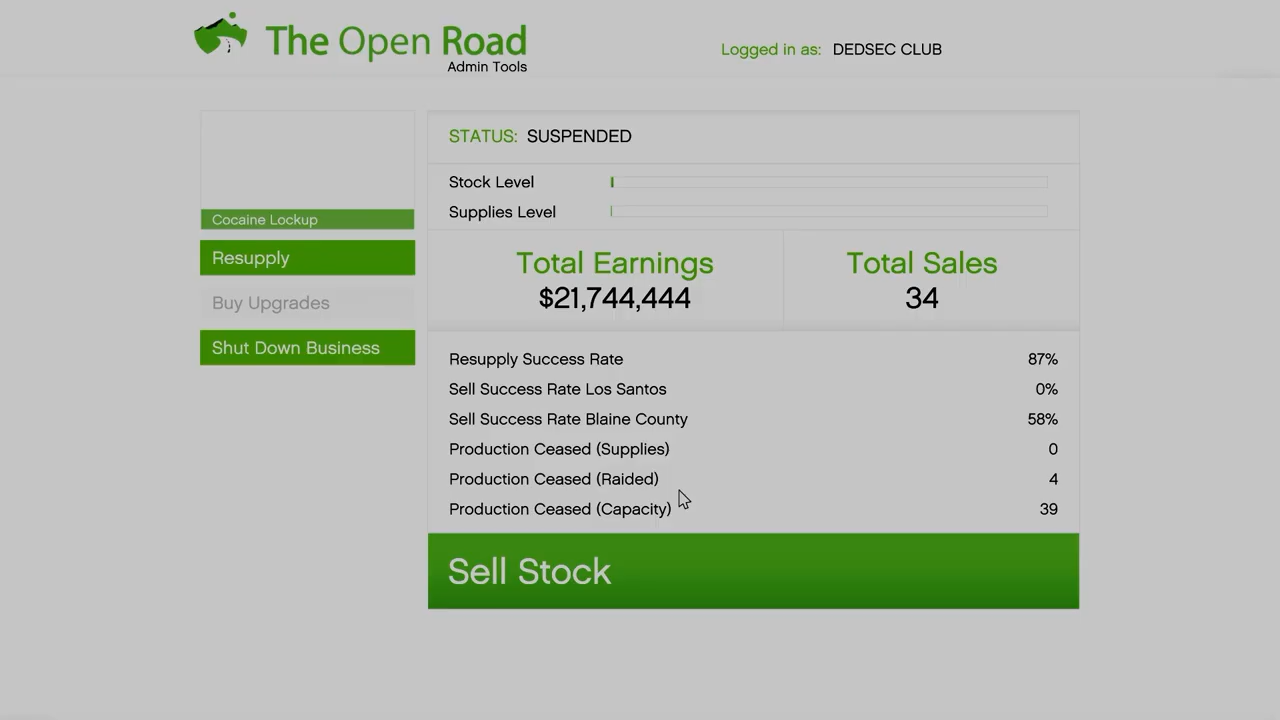 The Open Road
Admin Tools
Logged in as: DEDSEC CLUB
Cocaine Lockup
Resupply
Buy Upgrades
Shut Down Business
STATUS: SUSPENDED
Stock Level
Supplies Level
Total Earnings
$21,744,444
Total Sales
34
Resupply Success Rate 87%
Sell Success Rate Los Santos 0%
Sell Success Rate Blaine County 58%
Production Ceased (Supplies) 0
Production Ceased (Raided) 4
Production Ceased (Capacity) 39
Sell Stock